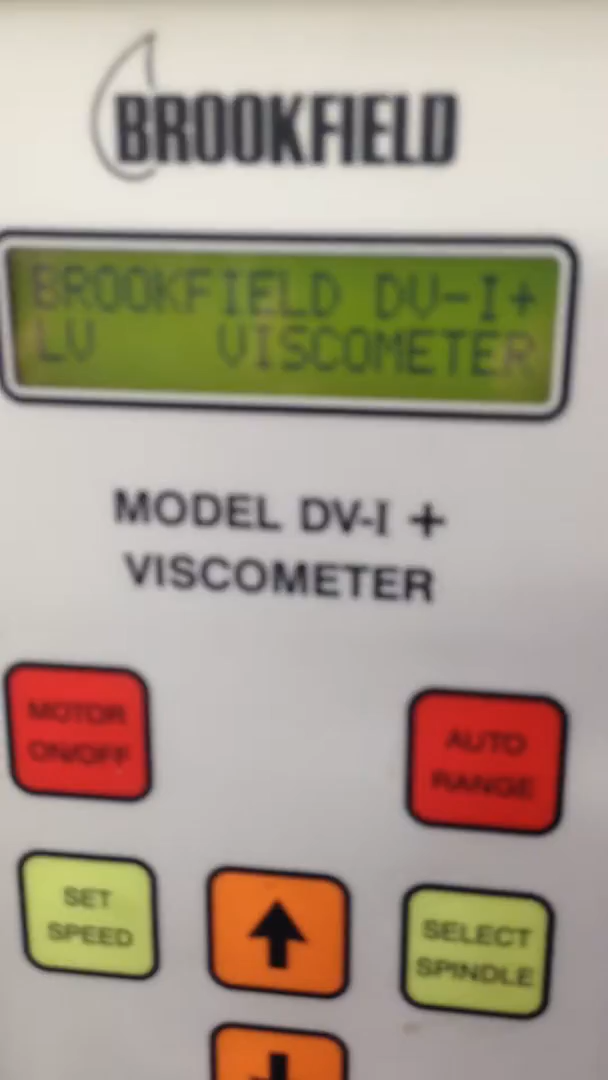 BROOKFIELD
BROOKFIELD DV-I+
LV VISCOMETER
MODEL DV-I +
VISCOMETER
MOTOR
ON/OFF
AUTO
RANGE
SET
SPEED
SELECT
SPINDLE